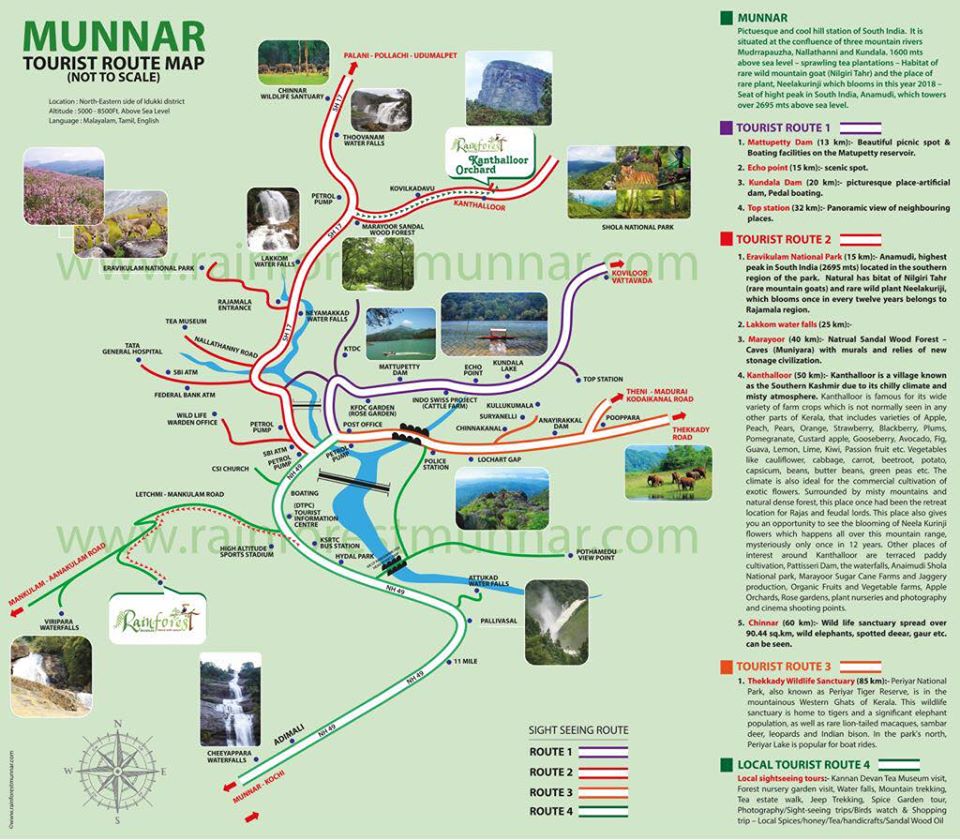 MUNNAR
TOURIST ROUTE MAP
(NOT TO SCALE)
Location : North-Eastern side of Idukki district
Altitude : 5000 - 8500Ft. Above Sea Level
Language : Malayalam, Tamil, English
PALANI - POLLACHI - UDUMALPET
CHINNAR
WILDLIFE SANTUARY
SH 17
THOOVANAM
WATER FALLS
Rainforest
Kanthalloor
Orchard
PETROL
PUMP
KOVILKADAVU
KANTHALLOOR
SHOLA NATIONAL PARK
MARAYOOR SANDAL
WOOD FOREST
SH 17
LAKKOM
WATER FALLS
www.rainforestmunnar.com
ERAVIKULAM NATIONAL PARK
KOVILOOR
VATTAVADA
RAJAMALA
ENTRANCE
NEYAMAKKAD
WATER FALLS
TEA MUSEUM
SH 17
NALLATHANNY ROAD
TATA
GENERAL HOSPITAL
KTDC
SBI ATM
MATTUPETTY
DAM
ECHO
POINT
KUNDALA
LAKE
TOP STATION
FEDERAL BANK ATM
INDO SWISS PROJECT
(CATTLE FARM)
THENI - MADURAI
KODAIKANAL ROAD
KFDC GARDEN
(ROSE GARDEN)
KULLUKUMALA
WILD LIFE
WARDEN OFFICE
SURYANELLI
ANAYIRAKKAL
DAM
POOPPARA
PETROL
PUMP
POST OFFICE
CHINNAKANAL
THEKKADY
ROAD
SBI ATM
PETROL
PUMP
PETROL
PUMP
POLICE
STATION
LOCHART GAP
CSI CHURCH
NH 49
LETCHMI - MANKULAM ROAD
BOATING
(DTPC)
TOURIST
INFORMATION
CENTRE
www.rainforestmunnar.com
HIGH ALTITUDE
SPORTS STADIUM
KSRTC
BUS STATION
HYDAL PARK
POTHAMEDU
VIEW POINT
MANKULAM - AANAKULAM ROAD
ATTUKAD
WATER FALLS
NH 49
VIRIPARA
WATERFALLS
Rainforest
PALLIVASAL
11 MILE
NH 49
ADIMALI
NH 49
CHEEYAPPARA
WATERFALLS
MUNNAR - KOCHI
N
W
E
S
©www.rainforestmunnar.com
SIGHT SEEING ROUTE
ROUTE 1
ROUTE 2
ROUTE 3
ROUTE 4
MUNNAR
Pictuesque and cool hill station of South India. It is
situated at the confluence of three mountain rivers
Mudrrapauzha, Nallathanni and Kundala, 1600 mts
above sea level – sprawling tea plantations – Habitat of
rare wild mountain goat (Nilgiri Tahr) and the place of
rare plant, Neelakurinji which blooms in this year 2018 –
Seat of hight peak in South India, Anamudi, which towers
over 2695 mts above sea level.
TOURIST ROUTE 1
1. Mattupetty Dam (13 km):- Beautiful picnic spot &
Boating facilities on the Matupetty reservoir.
2. Echo point (15 km):- scenic spot.
3. Kundala Dam (20 km):- picturesque place-artificial
dam, Pedal boating.
4. Top station (32 km):- Panoramic view of neighbouring
places.
TOURIST ROUTE 2
1. Eravikulam National Park (15 km):- Anamudi, highest
peak in South India (2695 mts) located in the southern
region of the park. Natural has bitat of Nilgiri Tahr
(rare mountain goats) and rare wild plant Neelakuriji,
which blooms once in every twelve years belongs to
Rajamala region.
2. Lakkom water falls (25 km):-
3. Marayoor (40 km):- Natrual Sandal Wood Forest –
Caves (Muniyara) with murals and relies of new
stonage civilization.
4. Kanthalloor (50 km):- Kanthalloor is a village known
as the Southern Kashmir due to its chilly climate and
misty atmosphere. Kanthalloor is famous for its wide
variety of farm crops which is not normally seen in any
other parts of Kerala, that includes varieties of Apple,
Peach, Pears, Orange, Strawberry, Blackberry, Plums,
Pomegranate, Custard apple, Gooseberry, Avocado, Fig,
Guava, Lemon, Lime, Kiwi, Passion fruit etc. Vegetables
like cauliflower, cabbage, carrot, beetroot, potato,
capsicum, beans, butter beans, green peas etc. The
climate is also ideal for the commercial cultivation of
exotic flowers. Surrounded by misty mountains and
natural dense forest, this place once had been the retreat
location for Rajas and feudal lords. This place also gives
you an opportunity to see the blooming of Neela Kurinji
flowers which happens all over this mountain range,
mysteriously only once in 12 years. Other places of
interest around Kanthalloor are terraced paddy
cultivation, Pattisseri Dam, the waterfalls, Anaimudi Shola
National park, Marayoor Sugar Cane Farms and Jaggery
production, Organic Fruits and Vegetable farms, Apple
Orchards, Rose gardens, plant nurseries and photography
and cinema shooting points.
5. Chinnar (60 km):- Wild life sanctuary spread over
90.44 sq.km, wild elephants, spotted deear, gaur etc.
can be seen.
TOURIST ROUTE 3
1. Thekkady Wildlife Sanctuary (85 km):- Periyar National
Park, also known as Periyar Tiger Reserve, is in the
mountainous Western Ghats of Kerala. This wildlife
sanctuary is home to tigers and a significant elephant
population, as well as rare lion-tailed macaques, sambar
deer, leopards and Indian bison. In the park's north,
Periyar Lake is popular for boat rides.
LOCAL TOURIST ROUTE 4
Local sightseeing tours:- Kannan Devan Tea Museum visit,
Forest nursery garden visit, Water falls, Mountain trekking,
Tea estate walk, Jeep Trekking, Spice Garden tour,
Photography/Sight-seeing trips/Birds watch & Shopping
trip – Local Spices/honey/Tea/handicrafts/Sandal Wood Oil